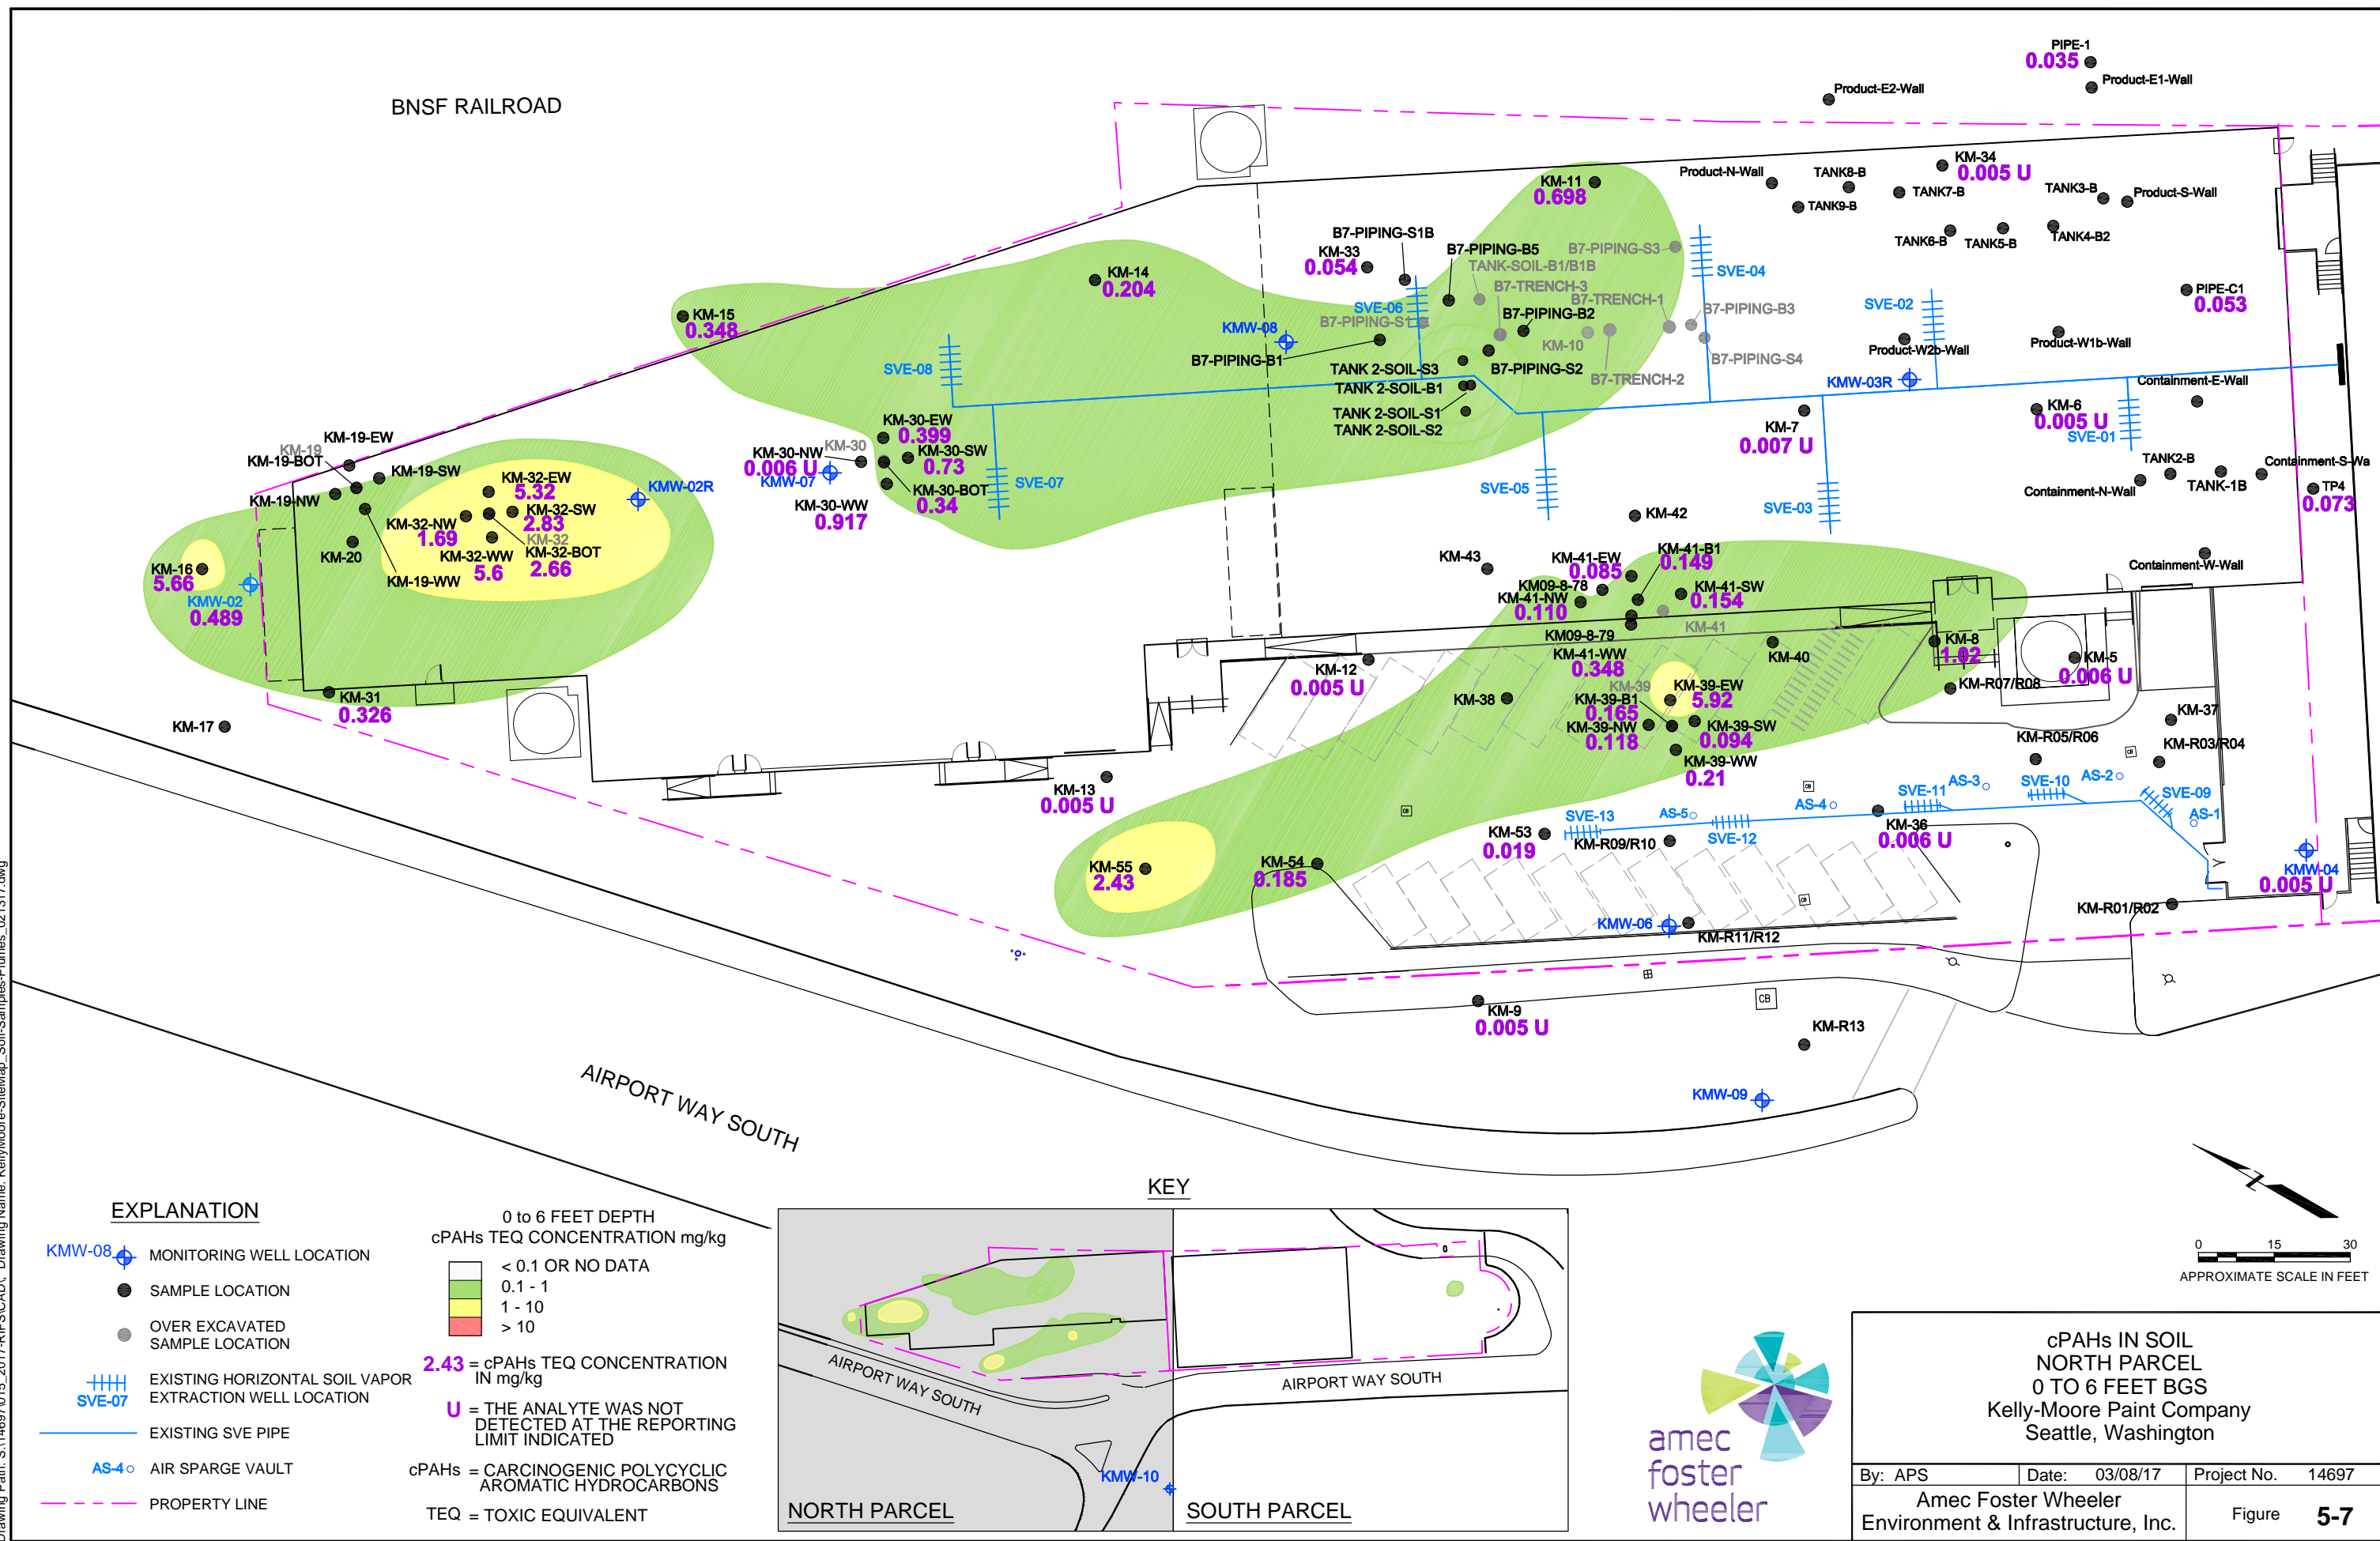 BNSF RAILROAD
PIPE-1
0.035
Product-E1-Wall
Product-E2-Wall
KM-34
0.005 U
Product-N-Wall
TANK8-B
TANK7-B
TANK9-B
TANK3-B
Product-S-Wall
TANK6-B
TANK5-B
TANK4-B2
KM-11
0.698
B7-PIPING-S1B
KM-33
0.054
B7-PIPING-B5
B7-PIPING-S3
TANK-SOIL-B1/B1B
B7-TRENCH-3
B7-TRENCH-1
SVE-04
KM-14
0.204
PIPE-C1
0.053
SVE-06
SVE-02
B7-PIPING-B3
B7-PIPING-B2
KM-15
0.348
KMW-08
B7-PIPING-S1
KM-10
Product-W2b-Wall
Product-W1b-Wall
B7-PIPING-B1
B7-PIPING-S4
SVE-08
TANK 2-SOIL-S3
B7-PIPING-S2
B7-TRENCH-2
KMW-03R
Containment-E-Wall
TANK 2-SOIL-B1
TANK 2-SOIL-S1
TANK 2-SOIL-S2
KM-7
0.007 U
KM-6
0.005 U
SVE-01
KM-30-EW
0.399
KM-19-EW
KM-19
KM-19-BOT
KM-19-SW
KM-30
KM-30-NW
0.006 U
KMW-07
KM-30-SW
0.73
KM-32-EW
5.32
KMW-02R
SVE-07
SVE-05
SVE-03
TANK2-B
Containment-S-Wa
Containment-N-Wall
TANK-1B
TP4
0.073
KM-19-NW
KM-30-BOT
0.34
KM-30-WW
0.917
KM-32-SW
2.83
KM-32-NW
1.69
KM-32
KM-32-WW
5.6
KM-32-BOT
2.66
KM-20
KM-19-WW
KM-42
KM-43
KM-41-EW
0.085
KM-41-B1
0.149
Containment-W-Wall
KM-16
5.66
KMW-02
0.489
KM09-8-78
KM-41-NW
0.110
KM-41-SW
0.154
KM-41
KM09-8-79
KM-40
KM-8
1.02
KM-5
0.006 U
KM-41-WW
0.348
KM-12
0.005 U
KM-39
KM-39-EW
5.92
KM-R07/R08
KM-31
0.326
KM-38
KM-39-B1
0.165
KM-39-NW
0.118
KM-39-SW
0.094
KM-17
KM-37
KM-R05/R06
KM-R03/R04
CB
KM-39-WW
0.21
KM-13
0.005 U
CB
CB
AS-3
SVE-10
AS-2
SVE-11
SVE-09
AS-4
AS-1
AS-5
SVE-13
SVE-12
KM-53
0.019
KM-R09/R10
KM-36
0.006 U
KM-55
2.43
KM-54
0.185
KMW-04
0.005 U
CB
KM-R01/R02
KMW-06
KM-R11/R12
CB
KM-9
0.005 U
KM-R13
KMW-09
AIRPORT WAY SOUTH
EXPLANATION
KMW-08 MONITORING WELL LOCATION
SAMPLE LOCATION
OVER EXCAVATED
SAMPLE LOCATION
EXISTING HORIZONTAL SOIL VAPOR
SVE-07 EXTRACTION WELL LOCATION
EXISTING SVE PIPE
AS-4 AIR SPARGE VAULT
PROPERTY LINE
0 to 6 FEET DEPTH
cPAHs TEQ CONCENTRATION mg/kg
< 0.1 OR NO DATA
0.1 - 1
1 - 10
> 10
2.43 = cPAHs TEQ CONCENTRATION
IN mg/kg
U = THE ANALYTE WAS NOT
DETECTED AT THE REPORTING
LIMIT INDICATED
cPAHs = CARCINOGENIC POLYCYCLIC
AROMATIC HYDROCARBONS
TEQ = TOXIC EQUIVALENT
KEY
AIRPORT WAY SOUTH
AIRPORT WAY SOUTH
KMW-10
NORTH PARCEL
SOUTH PARCEL
0 15 30
APPROXIMATE SCALE IN FEET
amec
foster
wheeler
cPAHs IN SOIL
NORTH PARCEL
0 TO 6 FEET BGS
Kelly-Moore Paint Company
Seattle, Washington
By: APS Date: 03/08/17 Project No. 14697
Amec Foster Wheeler
Environment & Infrastructure, Inc.
Figure 5-7